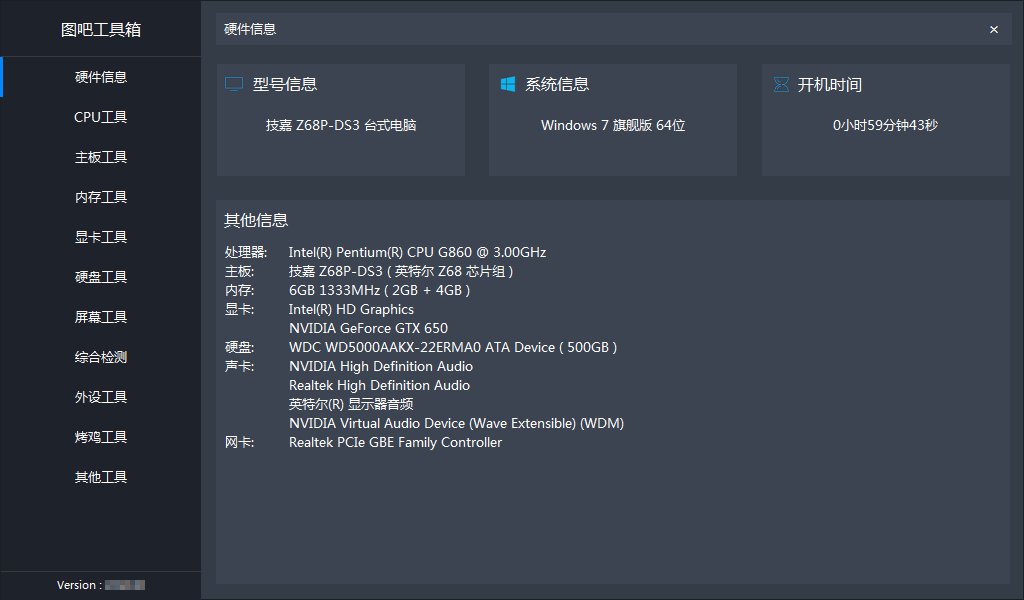 图吧工具箱
硬件信息
CPU工具
主板工具
内存工具
显卡工具
硬盘工具
屏幕工具
综合检测
外设工具
烤鸡工具
其他工具
Version :
硬件信息
×
型号信息
技嘉 Z68P-DS3 台式电脑
系统信息
Windows 7 旗舰版 64位
开机时间
0小时59分钟43秒
其他信息
处理器: Intel(R) Pentium(R) CPU G860 @ 3.00GHz
主板: 技嘉 Z68P-DS3 ( 英特尔 Z68 芯片组 )
内存: 6GB 1333MHz ( 2GB + 4GB )
显卡: Intel(R) HD Graphics
NVIDIA GeForce GTX 650
硬盘: WDC WD5000AAKX-22ERMA0 ATA Device ( 500GB )
声卡: NVIDIA High Definition Audio
Realtek High Definition Audio
英特尔(R) 显示器音频
NVIDIA Virtual Audio Device (Wave Extensible) (WDM)
网卡: Realtek PCIe GBE Family Controller